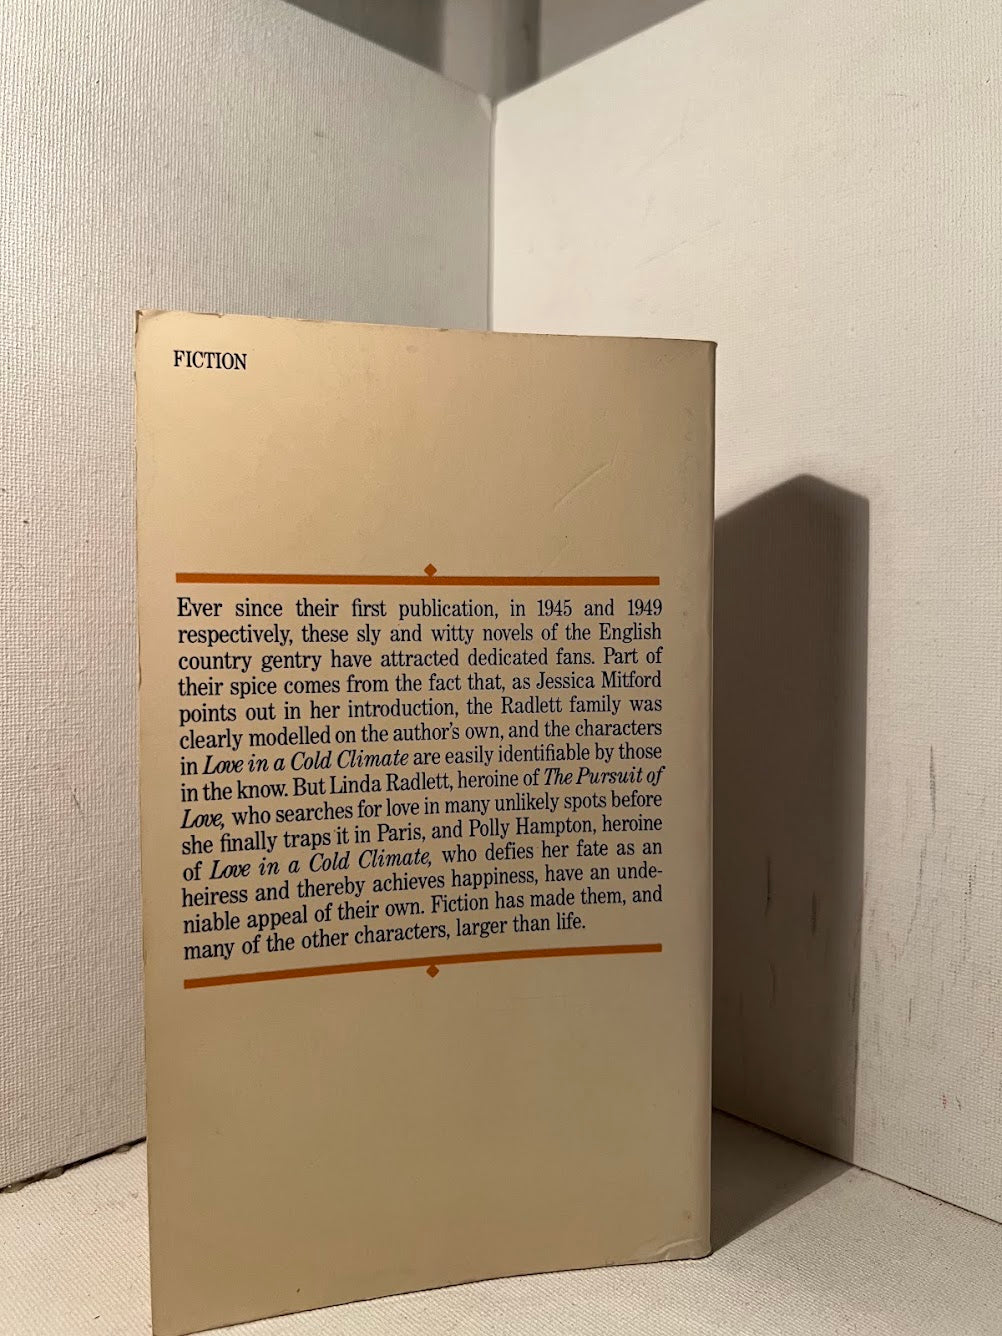 FICTION
Ever since their first publication, in 1945 and 1949
respectively, these sly and witty novels of the English
country gentry have attracted dedicated fans. Part of
their spice comes from the fact that, as Jessica Mitford
points out in her introduction, the Radlett family was
clearly modelled on the author's own, and the characters
in Love in a Cold Climate are easily identifiable by those
in the know. But Linda Radlett, heroine of The Pursuit of
Love, who searches for love in many unlikely spots before
she finally traps it in Paris, and Polly Hampton, heroine
of Love in a Cold Climate, who defies her fate as an
heiress and thereby achieves happiness, have an unde-
niable appeal of their own. Fiction has made them, and
many of the other characters, larger than life.